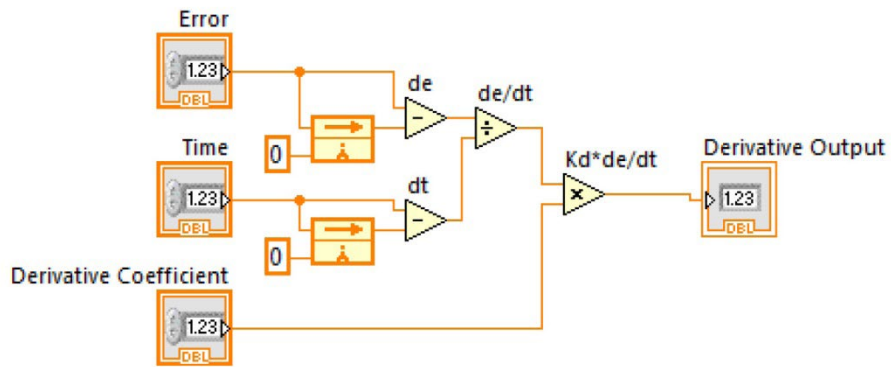 Error
1.23
DBL
de
de/dt
−
÷
0
Time
1.23
DBL
dt
−
0
Kd*de/dt
×
Derivative Output
1.23
DBL
Derivative Coefficient
1.23
DBL